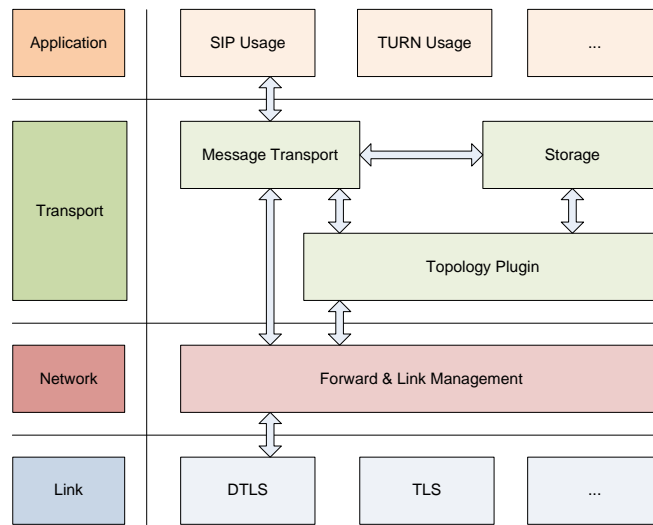 Application
SIP Usage
TURN Usage
...
Transport
Message Transport
Storage
Topology Plugin
Network
Forward & Link Management
Link
DTLS
TLS
...